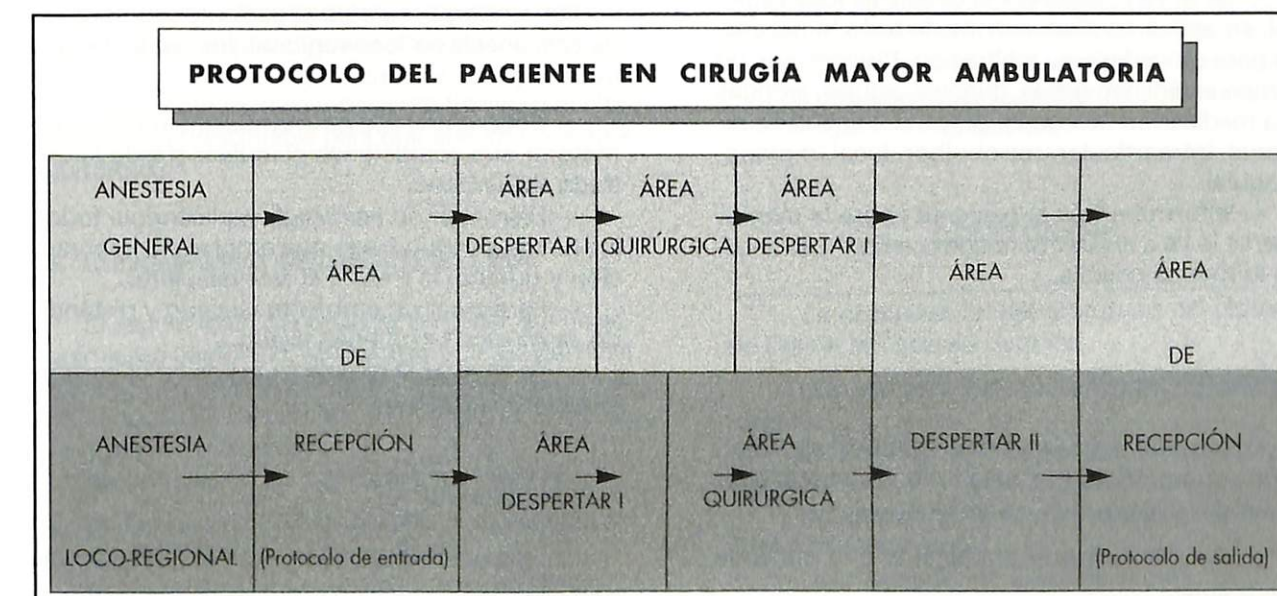 PROTOCOLO DEL PACIENTE EN CIRUGÍA MAYOR AMBULATORIA
ANESTESIA
GENERAL
ÁREA
DE
RECEPCIÓN
(Protocolo de entrada)
ÁREA
DESPERTAR I
ÁREA
QUIRÚRGICA
ÁREA
DESPERTAR I
ÁREA
DESPERTAR II
ÁREA
DE
RECEPCIÓN
(Protocolo de salida)
ANESTESIA
LOCO-REGIONAL
ÁREA
DESPERTAR I
ÁREA
QUIRÚRGICA